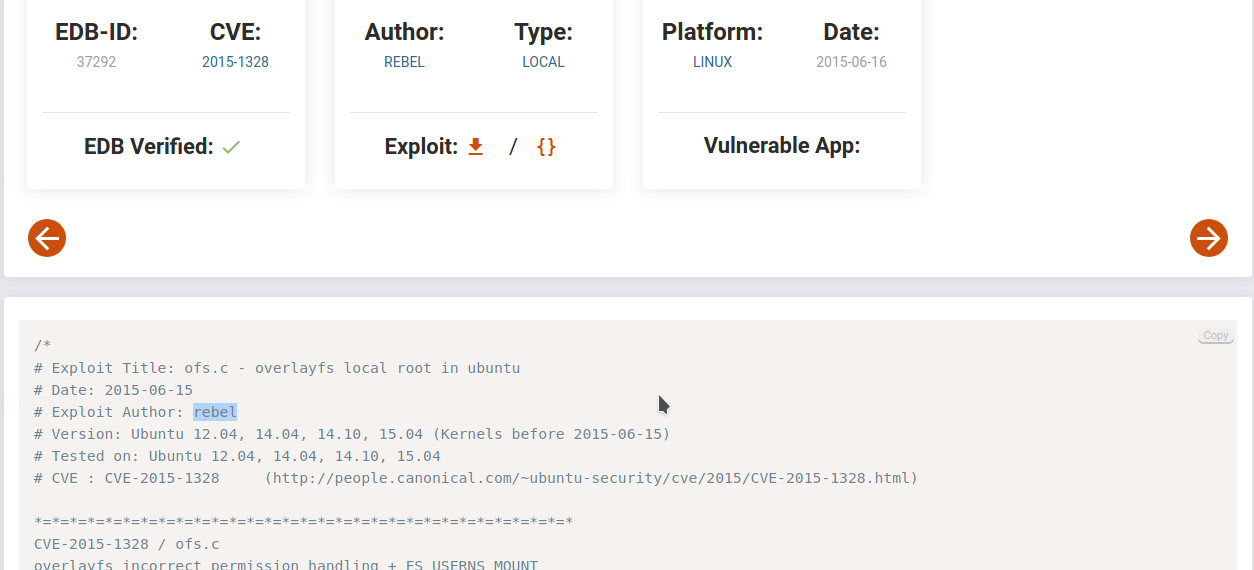 EDB-ID: CVE:
37292 2015-1328
EDB Verified:
Author: Type:
REBEL LOCAL
Exploit: / {}
Platform: Date:
LINUX 2015-06-16
Vulnerable App:
Copy
/*
# Exploit Title: ofs.c - overlayfs local root in ubuntu
# Date: 2015-06-15
# Exploit Author: rebel
# Version: Ubuntu 12.04, 14.04, 14.10, 15.04 (Kernels before 2015-06-15)
# Tested on: Ubuntu 12.04, 14.04, 14.10, 15.04
# CVE : CVE-2015-1328     (http://people.canonical.com/~ubuntu-security/cve/2015/CVE-2015-1328.html)
*=*=*=*=*=*=*=*=*=*=*=*=*=*=*=*=*=*=*=*=*=*=*=*=*=*=*=*=*=*=*
CVE-2015-1328 / ofs.c
overlayfs incorrect permission handling + FS_USERNS_MOUNT